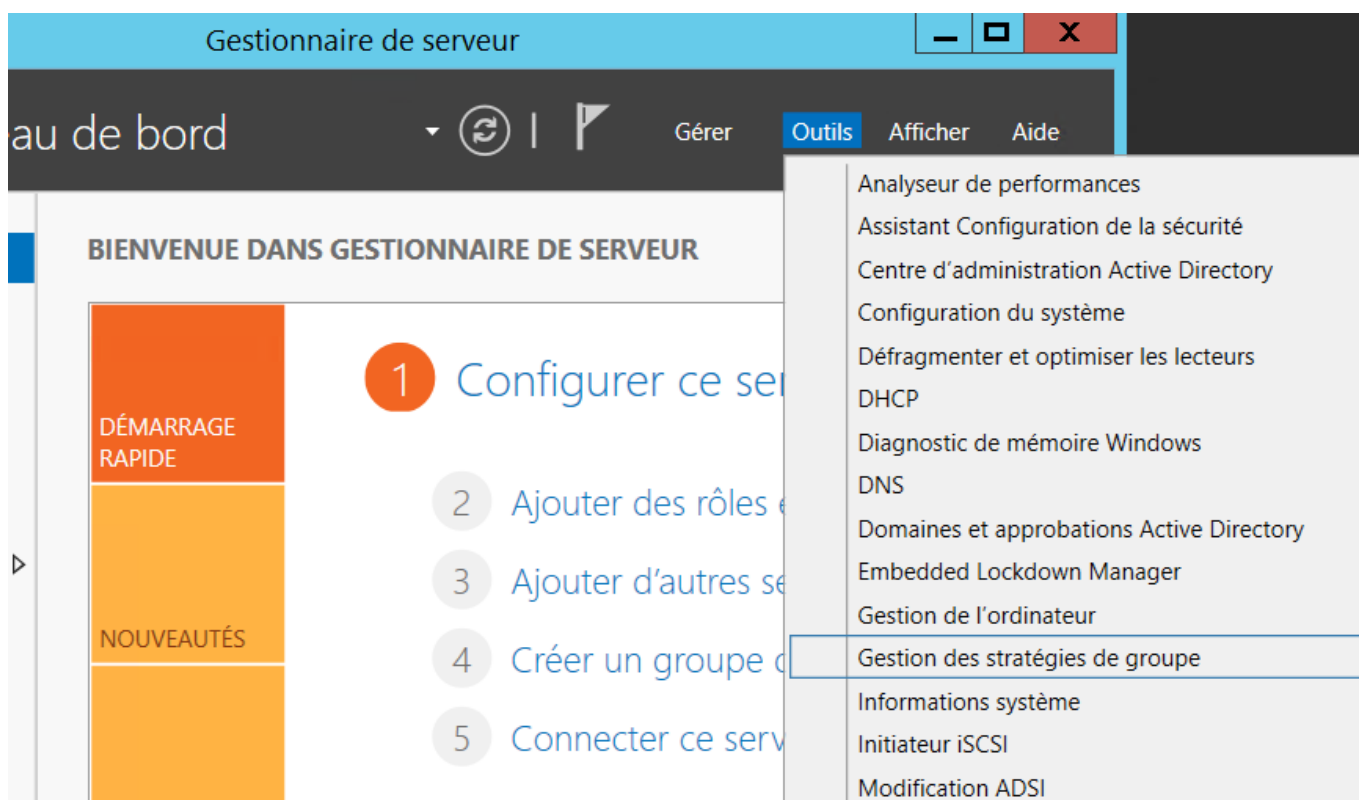 Gestionnaire de serveur
au de bord
Gérer Outils Afficher Aide
BIENVENUE DANS GESTIONNAIRE DE SERVEUR
DÉMARRAGE
RAPIDE
NOUVEAUTÉS
1 Configurer ce ser
2 Ajouter des rôles e
3 Ajouter d'autres se
4 Créer un groupe d
5 Connecter ce serv
Analyseur de performances
Assistant Configuration de la sécurité
Centre d'administration Active Directory
Configuration du système
Défragmenter et optimiser les lecteurs
DHCP
Diagnostic de mémoire Windows
DNS
Domaines et approbations Active Directory
Embedded Lockdown Manager
Gestion de l'ordinateur
Gestion des stratégies de groupe
Informations système
Initiateur iSCSI
Modification ADSI